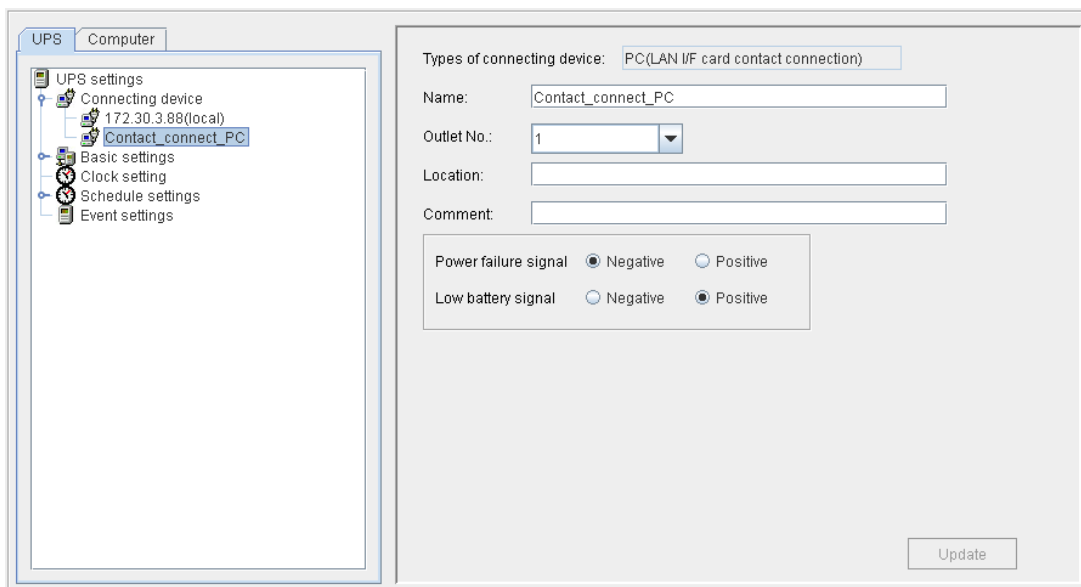 UPS Computer
UPS settings
Connecting device
172.30.3.88(local)
Contact_connect_PC
Basic settings
Clock setting
Schedule settings
Event settings
Types of connecting device: PC(LAN I/F card contact connection)
Name: Contact_connect_PC
Outlet No.: 1
Location:
Comment:
Power failure signal Negative Positive
Low battery signal Negative Positive
Update